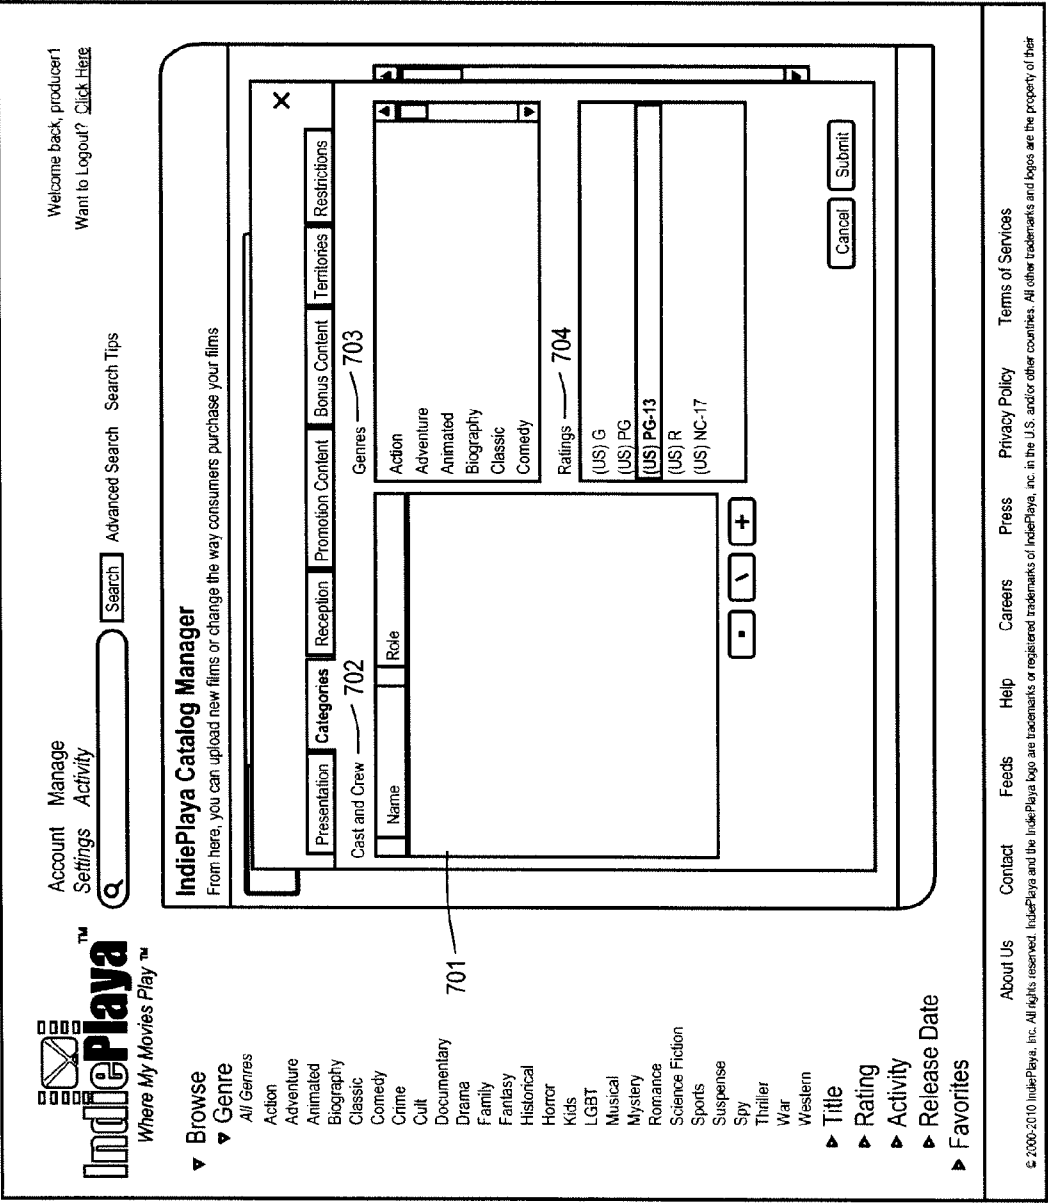 IndiePlaya ™
Where My Movies Play ™
Account Manage
Settings Activity
Search Advanced Search Search Tips
Welcome back, producer1
Want to Logout? Click Here
Browse
Genre
All Genres
Action
Adventure
Animated
Biography
Classic
Comedy
Crime
Cult
Documentary
Drama
Family
Fantasy
Historical
Horror
Kids
LGBT
Musical
Mystery
Romance
Science Fiction
Sports
Suspense
Spy
Thriller
War
Western
Title
Rating
Activity
Release Date
Favorites
IndiePlaya Catalog Manager
From here, you can upload new films or change the way consumers purchase your films
X
Presentation Categories Reception Promotion Content Bonus Content Territories Restrictions
Cast and Crew 702
Name Role
701
Genres 703
Action
Adventure
Animated
Biography
Classic
Comedy
Ratings 704
(US) G
(US) PG
(US) PG-13
(US) R
(US) NC-17
Cancel Submit
About Us Contact Feeds Help Careers Press Privacy Policy Terms of Services
© 2000-2010 IndiePlaya, Inc. All rights reserved. IndiePlaya and the IndiePlaya logo are trademarks or registered trademarks of IndiePlaya, inc. in the U.S. and/or other countries. All other trademarks and logos are the property of their